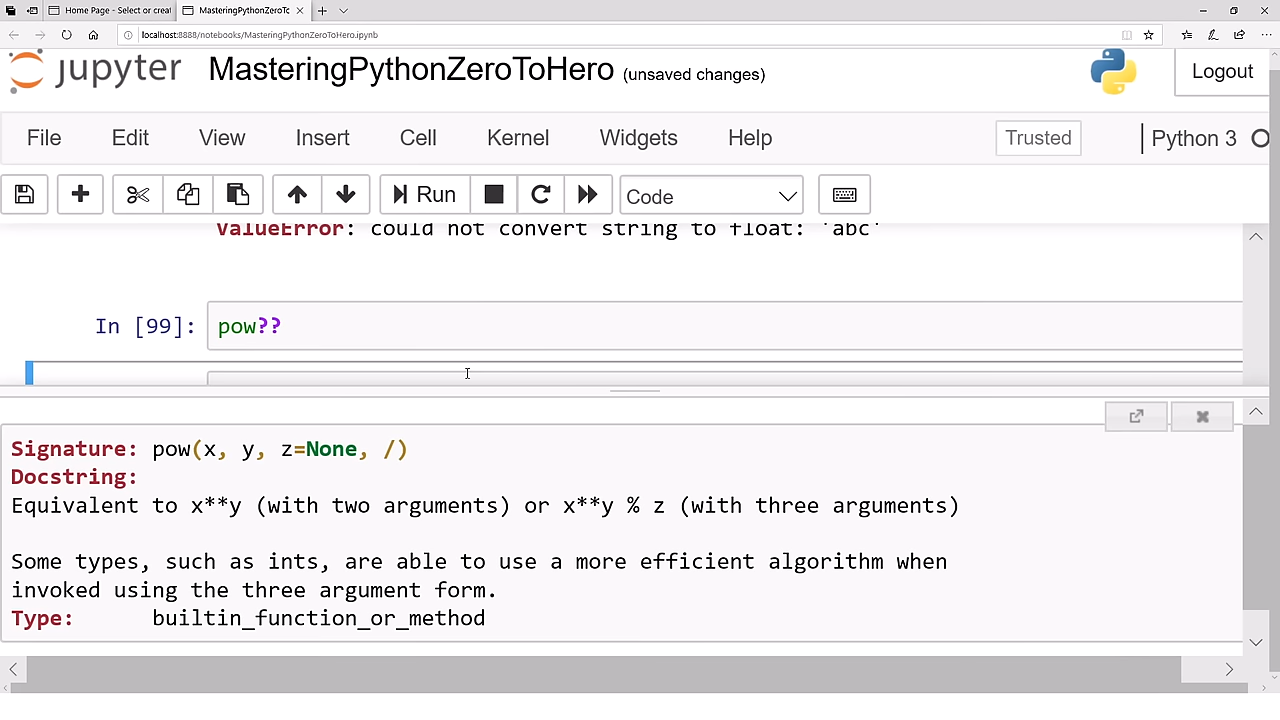 Home Page - Select or creat
MasteringPythonZeroTo
localhost:8888/notebooks/MasteringPythonZeroToHero.ipynb
jupyter MasteringPythonZeroToHero (unsaved changes)
Logout
File Edit View Insert Cell Kernel Widgets Help
Trusted
Python 3
Run
Code
ValueError: could not convert string to float: 'abc'
In [99]: pow??
Signature: pow(x, y, z=None, /)
Docstring:
Equivalent to x**y (with two arguments) or x**y % z (with three arguments)
Some types, such as ints, are able to use a more efficient algorithm when
invoked using the three argument form.
Type: builtin_function_or_method